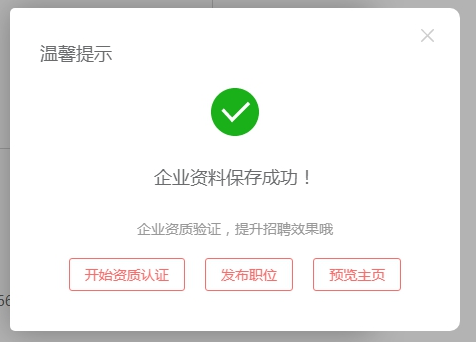 温馨提示
企业资料保存成功！
企业资质验证，提升招聘效果哦
开始资质认证
发布职位
预览主页